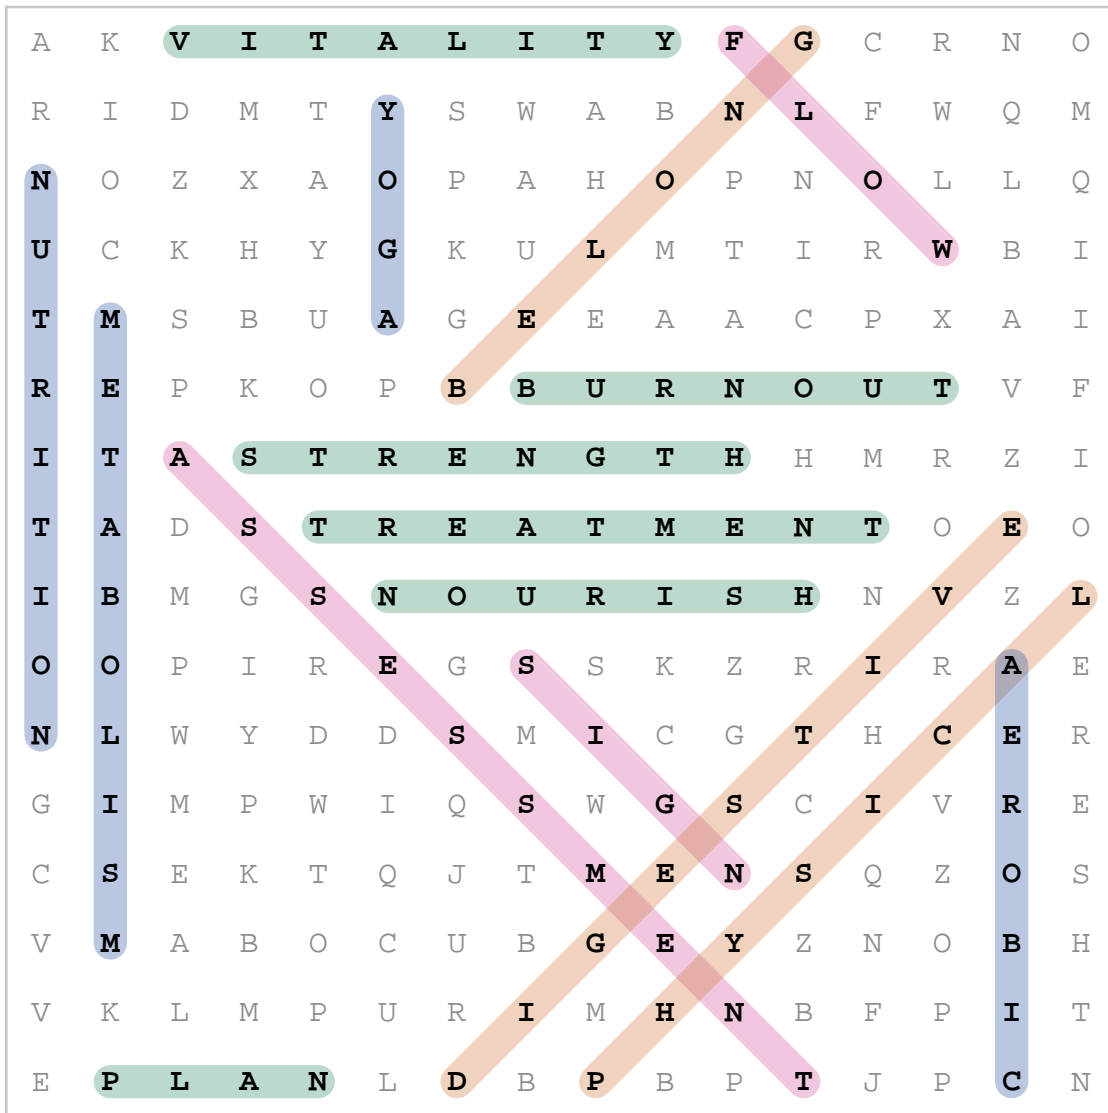 A K V I T A L I T Y F G C R N O
R I D M T Y S W A B N L F W Q M
N O Z X A O P A H O P N O L L Q
U C K H Y G K U L M T I R W B I
T M S B U A G E E A A C P X A I
R E P K O P B B U R N O U T V F
I T A S T R E N G T H H M R Z I
T A D S T R E A T M E N T O E O
I B M G S N O U R I S H N V Z L
O O P I R E G S S K Z R I R A E
N L W Y D D S M I C G T H C E R
G I M P W I Q S W G S C I V R E
C S E K T Q J T M E N S Q Z O S
V M A B O C U B G E Y Z N O B H
V K L M P U R I M H N B F P I T
E P L A N L D B P B P T J P C N